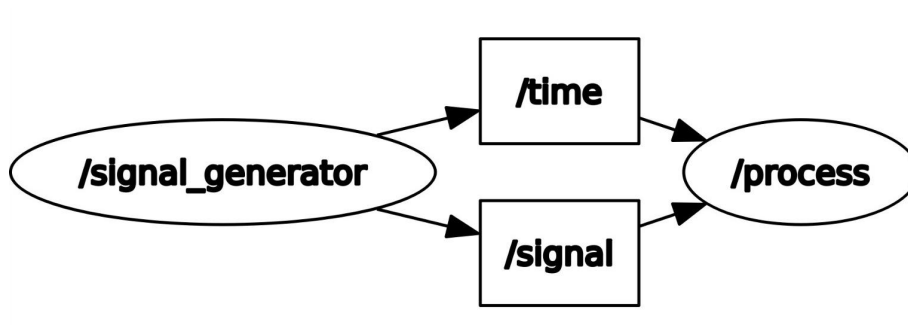 /time
/signal_generator
/process
/signal